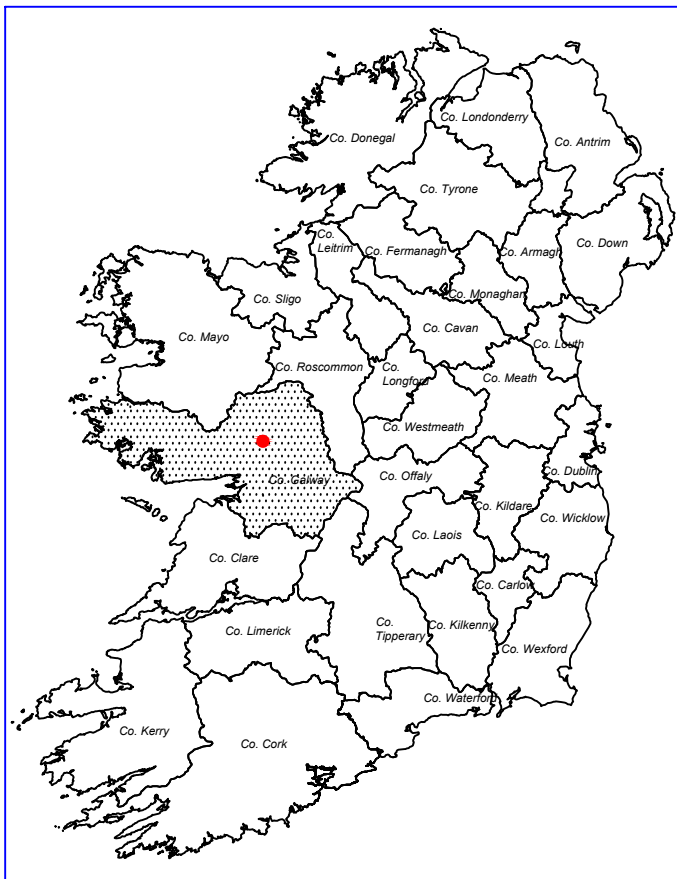 Co. Londonderry
Co. Donegal
Co. Antrim
Co. Tyrone
Co.
Leitrim
Co. Fermanagh
Co. Armagh
Co. Down
Co. Monaghan
Co. Sligo
Co. Cavan
Co. Mayo
Co. Louth
Co. Roscommon
Co.
Longford
Co. Meath
Co. Westmeath
Co. Dublin
Co. Offaly
Co. Galway
Co. Kildare
Co. Wicklow
Co. Laois
Co. Clare
Co. Carlow
Co. Limerick
Co.
Tipperary
Co. Kilkenny
Co. Wexford
Co. Waterford
Co. Kerry
Co. Cork